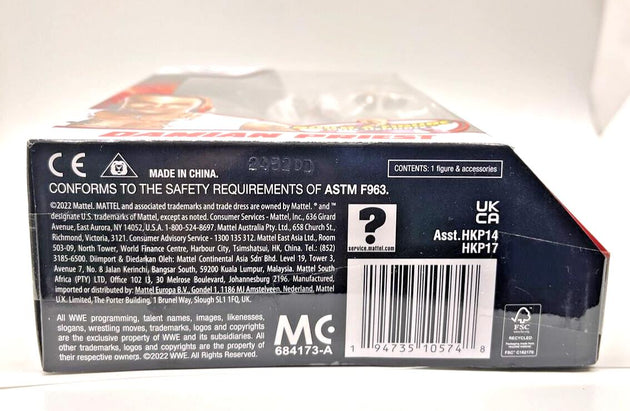 DAMIAN PRIEST
CE
MADE IN CHINA.
CONTENTS: 1 figure & accessories
CONFORMS TO THE SAFETY REQUIREMENTS OF ASTM F963.
©2022 Mattel. MATTEL and associated trademarks and trade dress are owned by Mattel. ® and ™
designate U.S. trademarks of Mattel, except as noted. Consumer Services - Mattel, Inc., 636 Girard
Avenue, East Aurora, NY 14052, U.S.A. 1-800-524-8697. Mattel Australia Pty. Ltd., 658 Church St.,
Richmond, Victoria, 3121. Consumer Advisory Service - 1300 135 312. Mattel East Asia Ltd., Room
503-09, North Tower, World Finance Centre, Harbour City, Tsimshatsui, HK, China. Tel.: (852)
3185-6500. Diimport & Diedarkan Oleh: Mattel Continental Asia Sdn Bhd. Level 19, Tower 3,
Avenue 7, No. 8 Jalan Kerinchi, Bangsar South, 59200 Kuala Lumpur, Malaysia. Mattel South
Africa (PTY) LTD, Office 102 I3, 30 Melrose Boulevard, Johannesburg 2196. Manufactured,
imported or distributed by: Mattel Europa B.V., Gondel 1, 1186 MJ Amstelveen, Nederland. Mattel
U.K. Limited, The Porter Building, 1 Brunel Way, Slough SL1 1FQ, UK.
All WWE programming, talent names, images, likenesses,
slogans, wrestling moves, trademarks, logos and copyrights
are the exclusive property of WWE and its subsidiaries. All
other trademarks, logos and copyrights are the property of
their respective owners. ©2022 WWE. All Rights Reserved.
MC
684173-A
?
service.mattel.com
UK
CA
Asst.HKP14
HKP17
1 94735 10574 8
FSC
RECYCLED